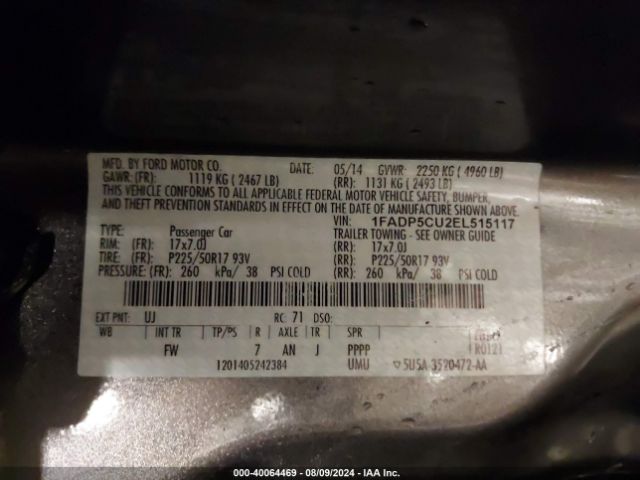 MFD. BY FORD MOTOR CO.
DATE: 05/14 GVWR: 2250 KG ( 4960 LB)
GAWR: (FR): 1119 KG ( 2467 LB) (RR): 1131 KG ( 2493 LB)
THIS VEHICLE CONFORMS TO ALL APPLICABLE FEDERAL MOTOR VEHICLE SAFETY, BUMPER,
AND THEFT PREVENTION STANDARDS IN EFFECT ON THE DATE OF MANUFACTURE SHOWN ABOVE.
VIN: 1FADP5CU2EL515117
TYPE: Passenger Car TRAILER TOWING - SEE OWNER GUIDE
RIM: (FR): 17x7.0J (RR): 17x7.0J
TIRE: (FR): P225/50R17 93V (RR): P225/50R17 93V
PRESSURE: (FR): 260 kPa/ 38 PSI COLD (RR): 260 kPa/ 38 PSI COLD
EXT PNT: UJ RC: 71 DSO:
WB INT TR TP/PS R AXLE TR SPR
FW 7 AN J PPPP R0121
1201405242384 UMU 5U5A 3520472-AA
000-40064469 - 08/09/2024 - IAA Inc.